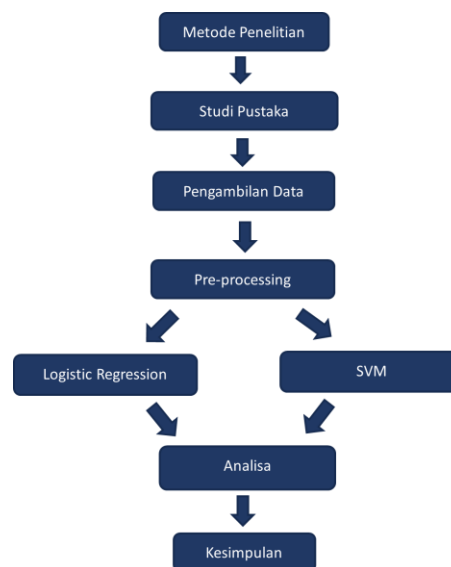 Metode Penelitian
Studi Pustaka
Pengambilan Data
Pre-processing
Logistic Regression
SVM
Analisa
Kesimpulan